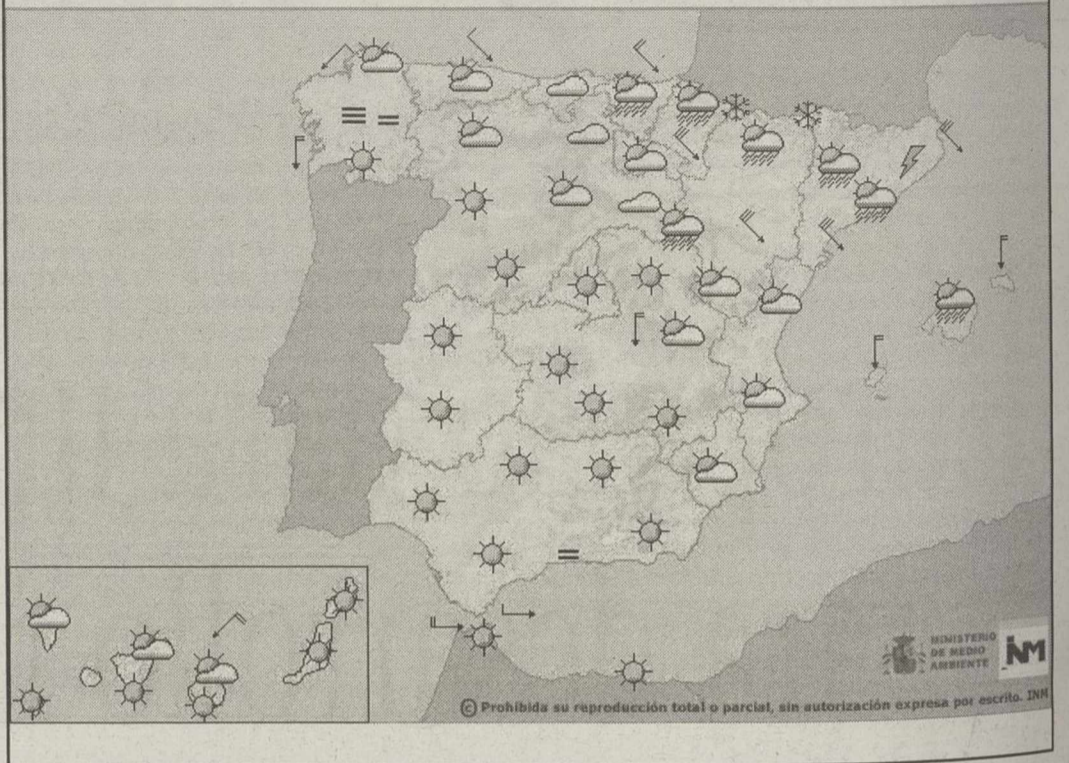 MINISTERIO
DE MEDIO
AMBIENTE
INM
© Prohibida su reproducción total o parcial, sin autorización expresa por escrito. INM